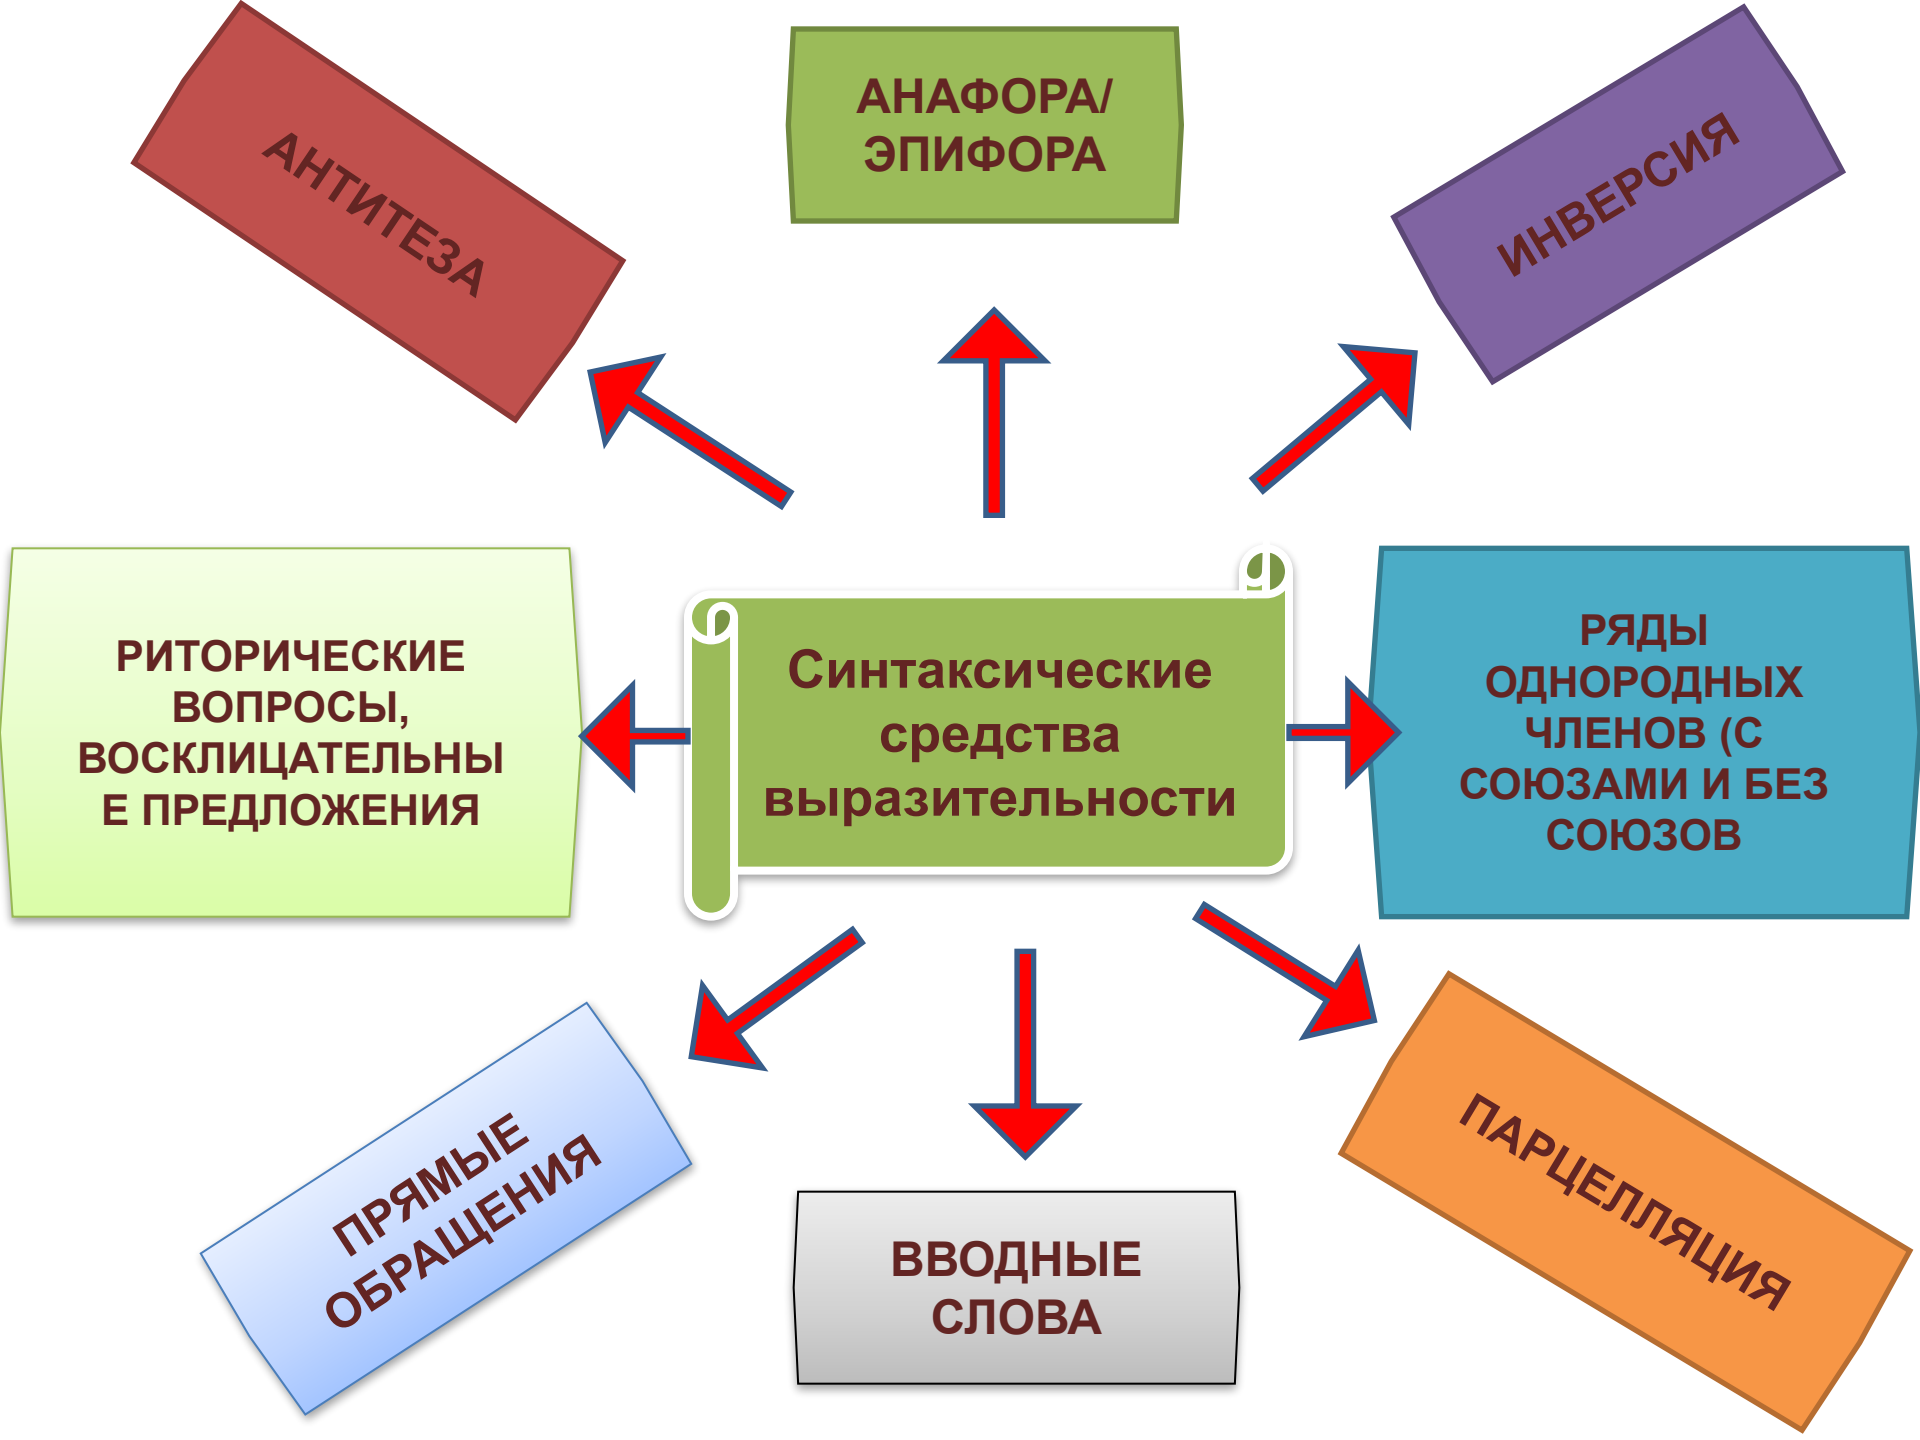 АНТИТЕЗА
АНАФОРА/
ЭПИФОРА
ИНВЕРСИЯ
РИТОРИЧЕСКИЕ
ВОПРОСЫ,
ВОСКЛИЦАТЕЛЬНЫ
Е ПРЕДЛОЖЕНИЯ
Синтаксические
средства
выразительности
РЯДЫ
ОДНОРОДНЫХ
ЧЛЕНОВ (С
СОЮЗАМИ И БЕЗ
СОЮЗОВ
ПРЯМЫЕ
ОБРАЩЕНИЯ
ВВОДНЫЕ
СЛОВА
ПАРЦЕЛЛЯЦИЯ